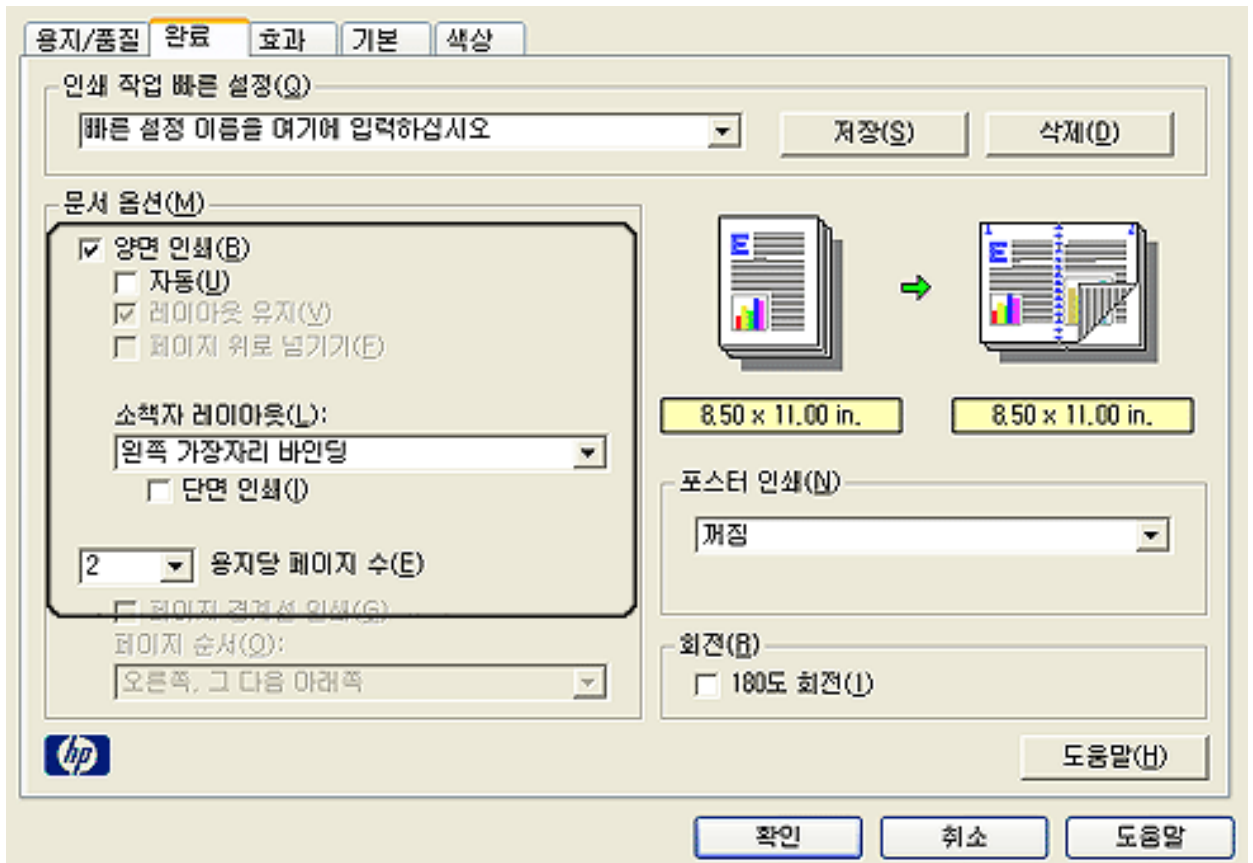 용지/품질 완료 효과 기본 색상
인쇄 작업 빠른 설정(Q)
빠른 설정 이름을 여기에 입력하십시오
저장(S) 삭제(D)
문서 옵션(M)
양면 인쇄(B)
자동(U)
레이아웃 유지(V)
페이지 위로 넘기기(F)
소책자 레이아웃(L):
왼쪽 가장자리 바인딩
단면 인쇄(I)
2 용지당 페이지 수(E)
페이지 경계선 인쇄(G)
페이지 순서(O):
오른쪽, 그 다음 아래쪽
E
1 2
E
8.50 x 11.00 in. 8.50 x 11.00 in.
포스터 인쇄(N)
꺼짐
회전(R)
180도 회전(I)
hp
도움말(H)
확인 취소 도움말